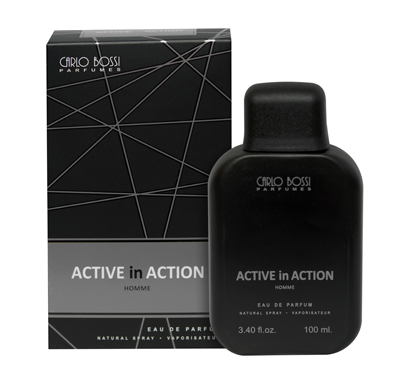 CARLO BOSSI
PARFUMES
ACTIVE in ACTION
HOMME
EAU DE PARFU
NATURAL SPRAY • VAPORISATEUR
CARLO BOSSI
PARFUMES
ACTIVE in ACTION
HOMME
EAU DE PARFUM
NATURAL SPRAY • VAPORISATEUR
3.40 fl.oz. 100 ml.